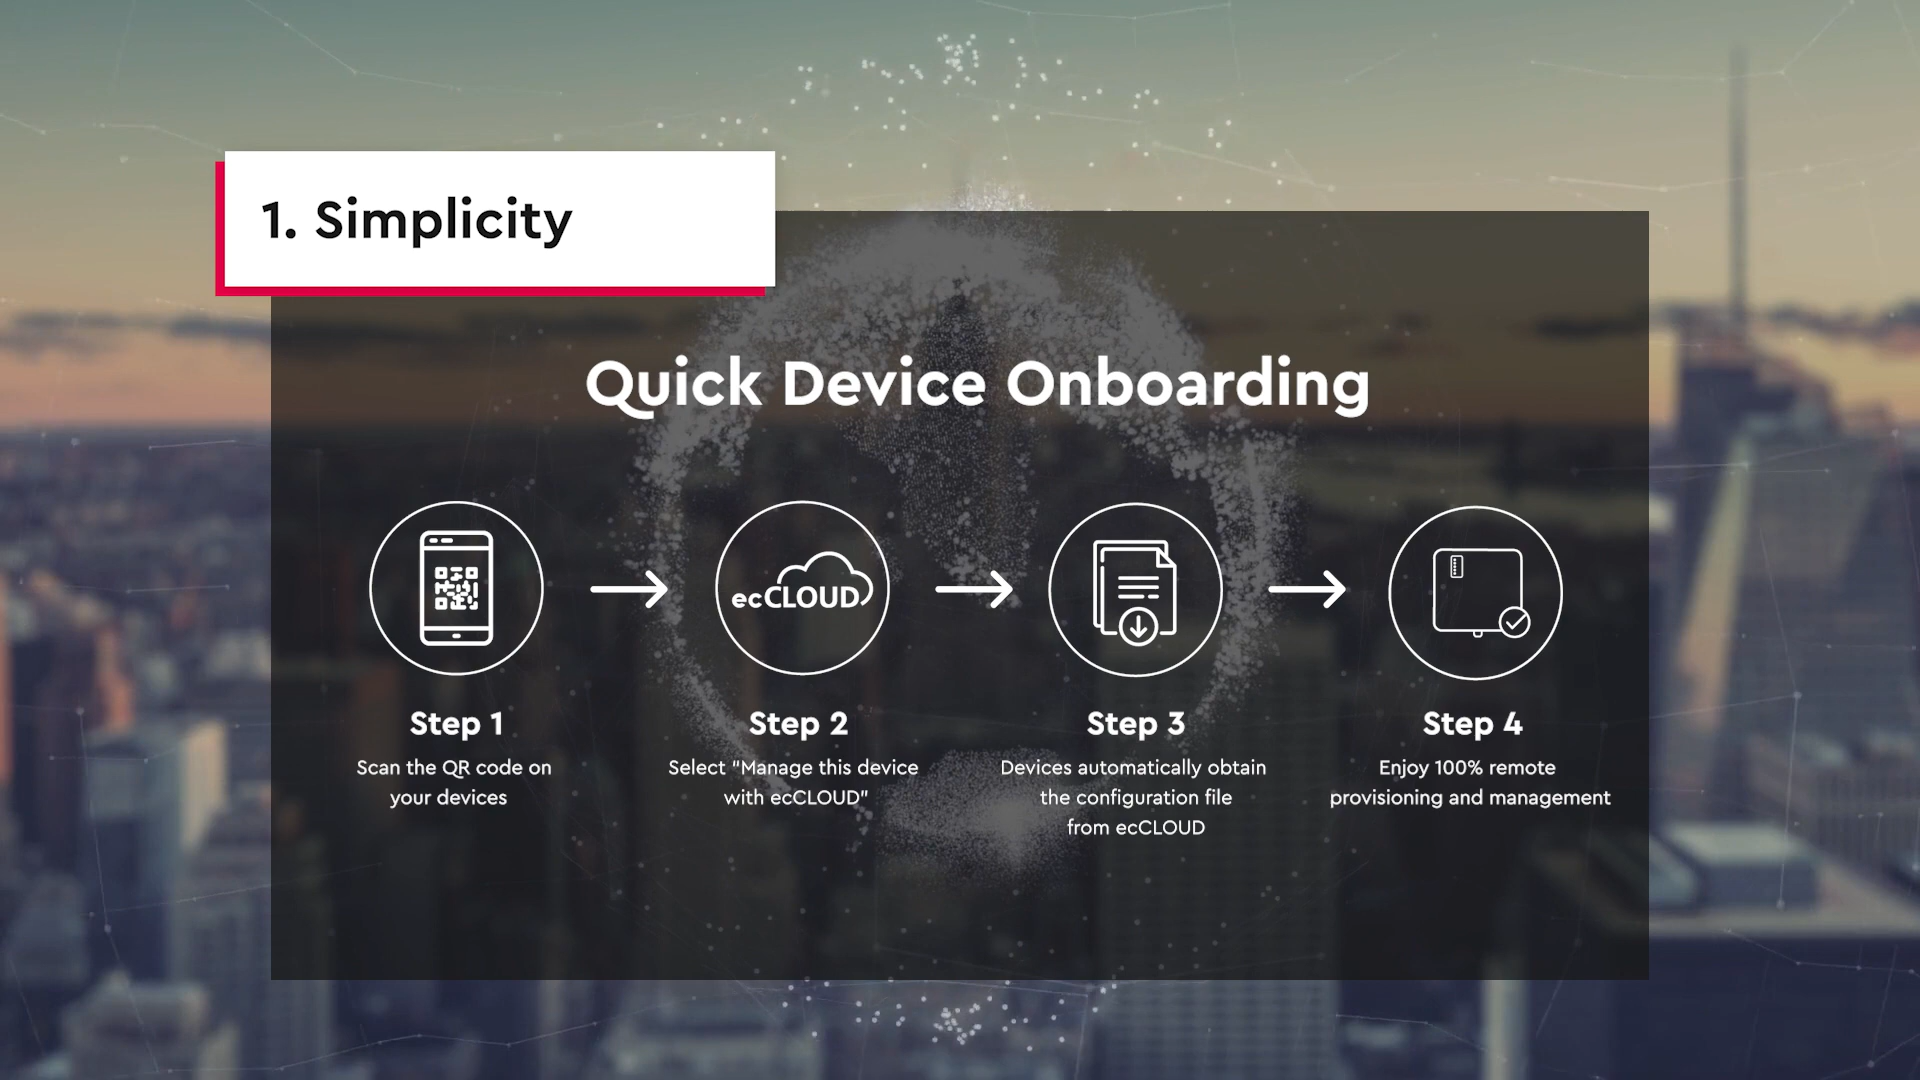 1. Simplicity
Quick Device Onboarding
ecCLOUD
Step 1
Scan the QR code on
your devices
Step 2
Select "Manage this device
with ecCLOUD"
Step 3
Devices automatically obtain
the configuration file
from ecCLOUD
Step 4
Enjoy 100% remote
provisioning and management